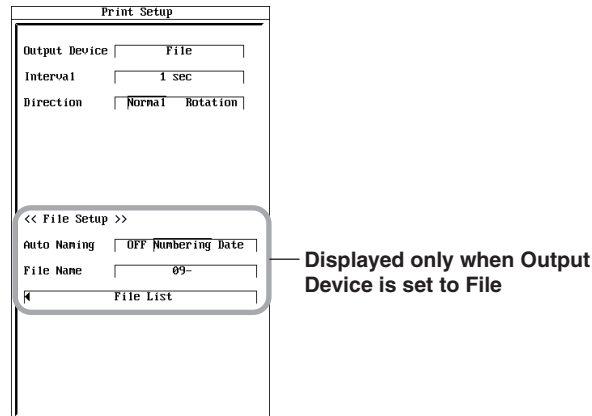 Print Setup
Output Device File
Interval 1 sec
Direction Normal Rotation
<< File Setup >>
Auto Naming OFF Numbering Date
File Name 09-
File List
Displayed only when Output
Device is set to File